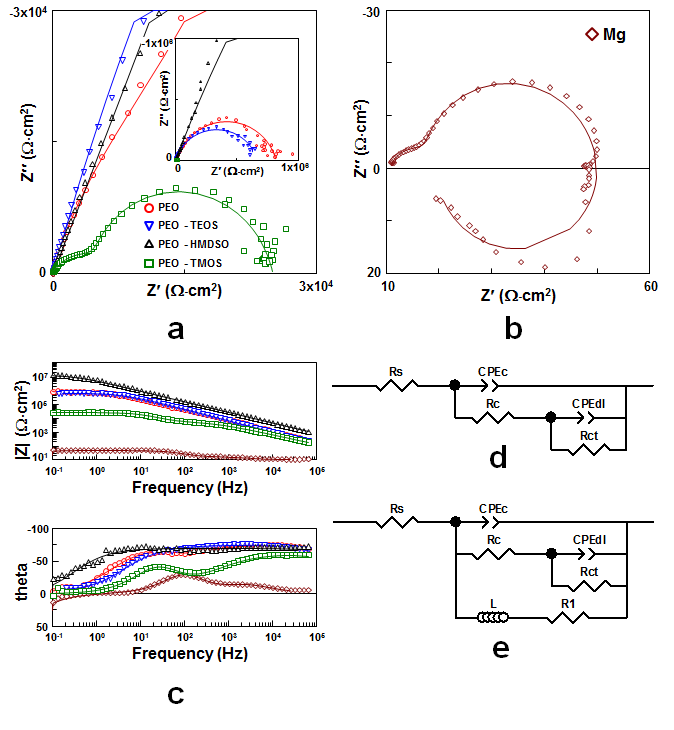 -3x10⁴
Z'' (Ω·cm²)
0
0
3x10⁴
Z' (Ω·cm²)
-1x10⁶
Z'' (Ω·cm²)
0
0
1x10⁶
Z' (Ω·cm²)
PEO
PEO - TEOS
PEO - HMDSO
PEO - TMOS
a
-30
Z'' (Ω·cm²)
0
20
10
60
Z' (Ω·cm²)
Mg
b
|Z| (Ω·cm²)
10⁷
10⁶
10¹
10⁻¹ 10⁰ 10¹ 10² 10³ 10⁴ 10⁵
Frequency (Hz)
theta
-100
-50
0
50
10⁻¹ 10⁰ 10¹ 10² 10³ 10⁴ 10⁵
Frequency (Hz)
c
Rs
CPEc
Rc
CPEdl
Rct
d
Rs
CPEc
Rc
CPEdl
Rct
L
R1
e